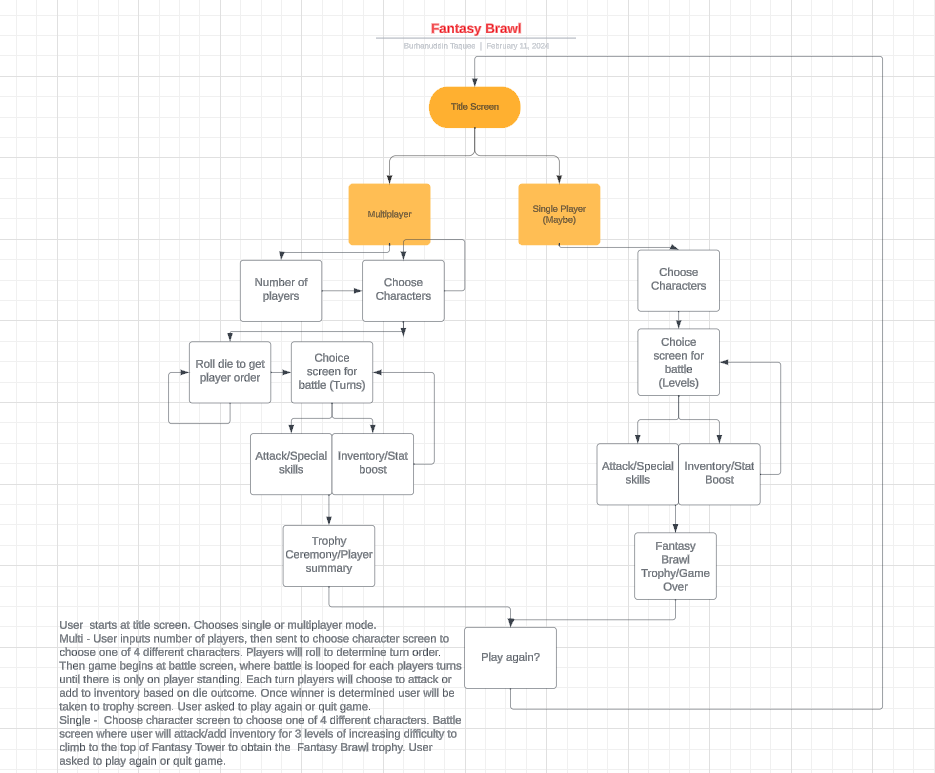 Fantasy Brawl
Burhanuddin Taquee | February 11, 2024
Title Screen
Multiplayer
Single Player
(Maybe)
Number of
players
Choose
Characters
Choose
Characters
Roll die to get
player order
Choice
screen for
battle (Turns)
Choice
screen for
battle
(Levels)
Attack/Special
skills
Inventory/Stat
boost
Attack/Special
skills
Inventory/Stat
Boost
Trophy
Ceremony/Player
summary
Fantasy
Brawl
Trophy/Game
Over
Play again?
User starts at title screen. Chooses single or multiplayer mode.
Multi - User inputs number of players, then sent to choose character screen to
choose one of 4 different characters. Players will roll to determine turn order.
Then game begins at battle screen, where battle is looped for each players turns
until there is only on player standing. Each turn players will choose to attack or
add to inventory based on die outcome. Once winner is determined user will be
taken to trophy screen. User asked to play again or quit game.
Single - Choose character screen to choose one of 4 different characters. Battle
screen where user will attack/add inventory for 3 levels of increasing difficulty to
climb to the top of Fantasy Tower to obtain the Fantasy Brawl trophy. User
asked to play again or quit game.